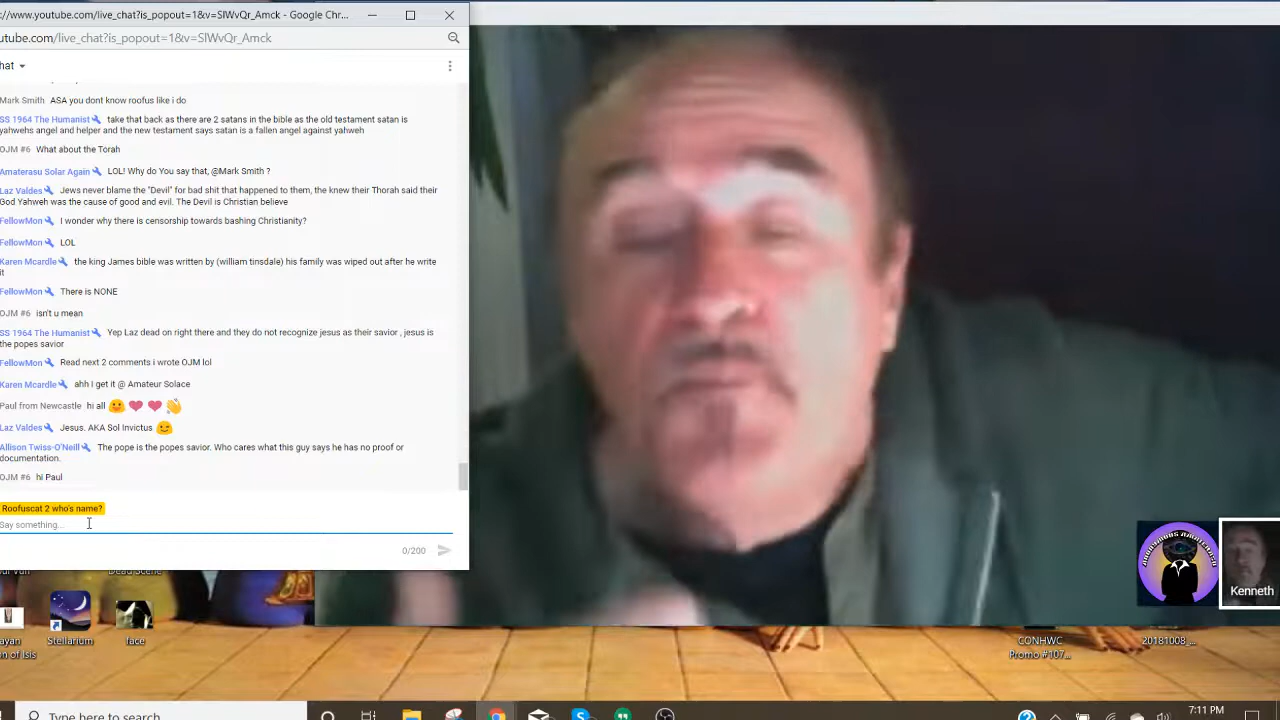 ://www.youtube.com/live_chat?is_popout=1&v=SlWvQr_Amck - Google Chr...
utube.com/live_chat?is_popout=1&v=SlWvQr_Amck
hat
Mark Smith ASA you dont know roofus like i do
SS 1964 The Humanist take that back as there are 2 satans in the bible as the old testament satan is
yahwehs angel and helper and the new testament says satan is a fallen angel against yahweh
OJM #6 What about the Torah
Amaterasu Solar Again LOL! Why do You say that, @Mark Smith ?
Laz Valdes Jews never blame the "Devil" for bad shit that happened to them, the knew their Thorah said their
God Yahweh was the cause of good and evil. The Devil is Christian believe
FellowMon I wonder why there is censorship towards bashing Christianity?
FellowMon LOL
Karen Mcardle the king James bible was written by (william tinsdale) his family was wiped out after he write
it
FellowMon There is NONE
OJM #6 isn't u mean
SS 1964 The Humanist Yep Laz dead on right there and they do not recognize jesus as their savior , jesus is
the popes savior
FellowMon Read next 2 comments i wrote OJM lol
Karen Mcardle ahh I get it @ Amateur Solace
Paul from Newcastle hi all 🙂 ❤️ ❤️ 👋
Laz Valdes Jesus. AKA Sol Invictus 🙂
Allison Twiss-O'Neill The pope is the popes savior. Who cares what this guy says he has no proof or
documentation.
OJM #6 hi Paul
Roofuscat 2 who's name?
Say something...
0/200
Kenneth
Dead Scene
ayan
n of Isis
Stellarium
face
CONHWC
Promo #107...
20181008_...
Type here to search
7:11 PM